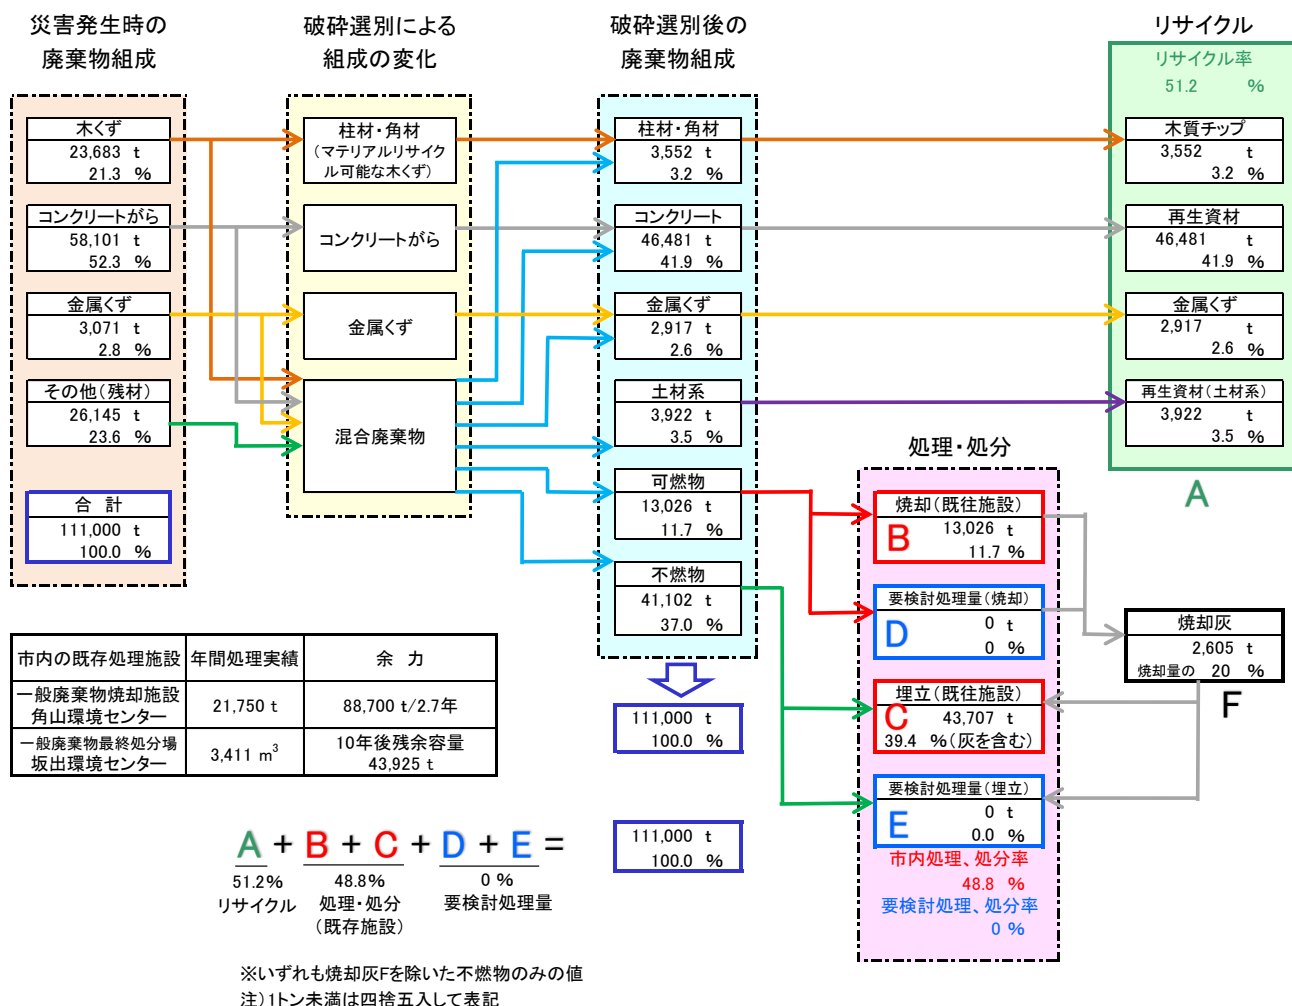 災害発生時の
廃棄物組成
木くず
23,683 t
21.3 %
コンクリートがら
58,101 t
52.3 %
金属くず
3,071 t
2.8 %
その他(残材)
26,145 t
23.6 %
合 計
111,000 t
100.0 %
破砕選別による
組成の変化
柱材・角材
(マテリアルリサイク
ル可能な木くず)
コンクリートがら
金属くず
混合廃棄物
破砕選別後の
廃棄物組成
柱材・角材
3,552 t
3.2 %
コンクリート
46,481 t
41.9 %
金属くず
2,917 t
2.6 %
土材系
3,922 t
3.5 %
可燃物
13,026 t
11.7 %
不燃物
41,102 t
37.0 %
111,000 t
100.0 %
111,000 t
100.0 %
処理・処分
焼却(既往施設)
B 13,026 t
11.7 %
要検討処理量(焼却)
D 0 t
0 %
埋立(既往施設)
C 43,707 t
39.4 %(灰を含む)
要検討処理量(埋立)
E 0 t
0.0 %
市内処理、処分率
48.8 %
要検討処理、処分率
0 %
リサイクル
リサイクル率
51.2 %
木質チップ
3,552 t
3.2 %
再生資材
46,481 t
41.9 %
金属くず
2,917 t
2.6 %
再生資材(土材系)
3,922 t
3.5 %
A
焼却灰
2,605 t
焼却量の 20 %
F
市内の既存処理施設 年間処理実績 余 力
一般廃棄物焼却施設
角山環境センター 21,750 t 88,700 t/2.7年
一般廃棄物最終処分場
坂出環境センター 3,411 m³ 10年後残余容量
43,925 t
A + B + C + D + E =
51.2% 48.8% 0 %
リサイクル 処理・処分 要検討処理量
(既存施設)
※いずれも焼却灰Fを除いた不燃物のみの値
注)1トン未満は四捨五入して表記